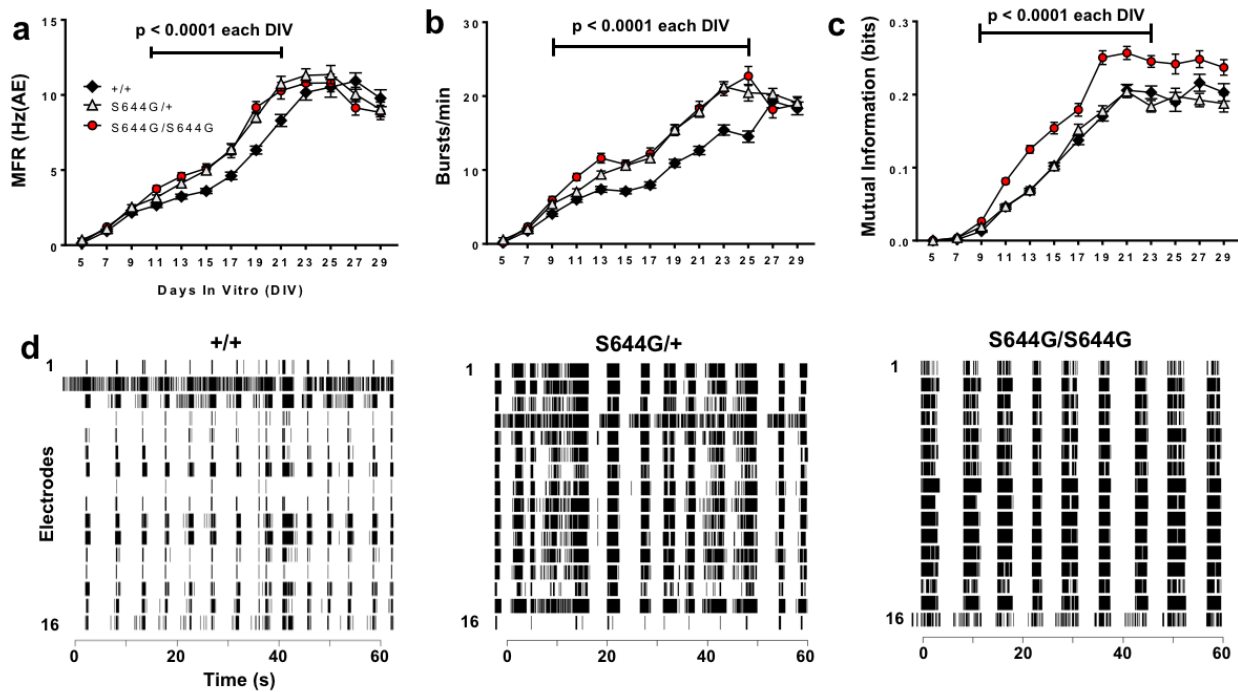 a
p < 0.0001 each DIV
MFR (Hz(AE)
15
10
5
0
+/+
S644G/+
S644G/S644G
5 7 9 11 13 15 17 19 21 23 25 27 29
Days In Vitro (DIV)
b
p < 0.0001 each DIV
Bursts/min
30
20
10
0
5 7 9 11 13 15 17 19 21 23 25 27 29
c
p < 0.0001 each DIV
Mutual Information (bits)
0.3
0.2
0.1
0.0
5 7 9 11 13 15 17 19 21 23 25 27 29
d
+/+
Electrodes
1
16
0 20 40 60
Time (s)
S644G/+
1
16
0 20 40 60
S644G/S644G
1
16
0 20 40 60